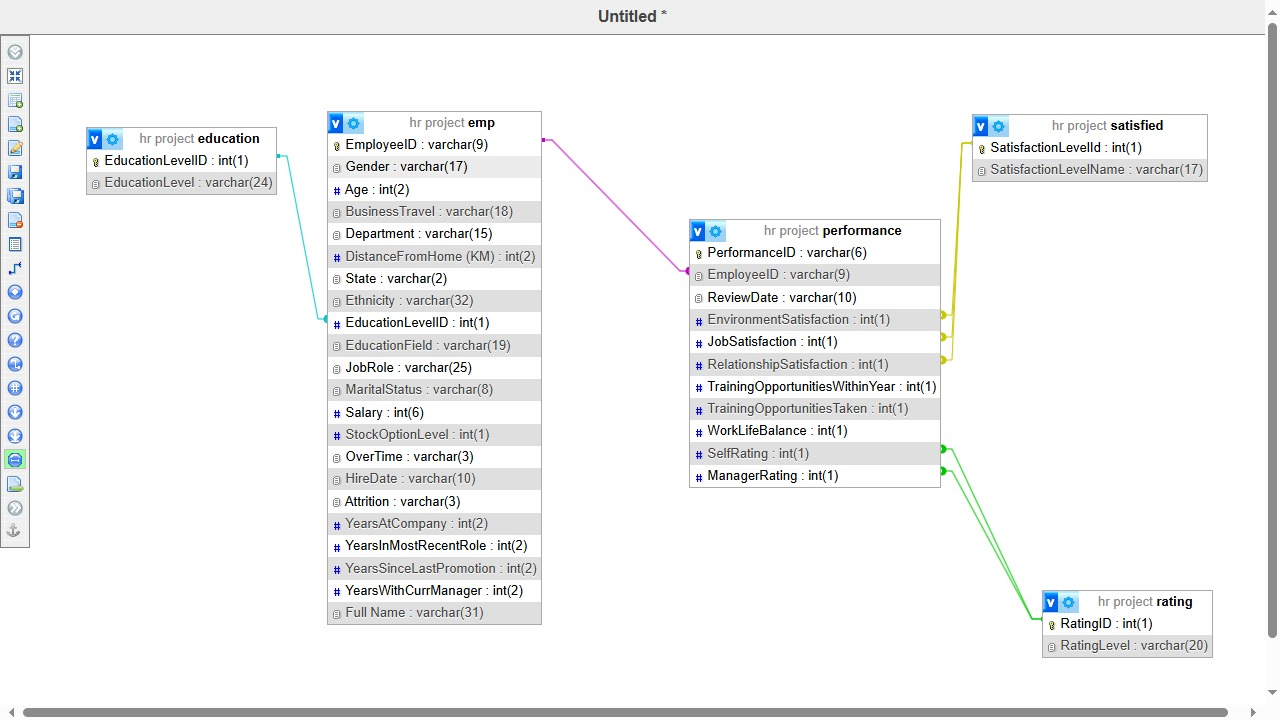 Untitled *
hr project education
EducationLevelID : int(1)
EducationLevel : varchar(24)
hr project emp
EmployeeID : varchar(9)
Gender : varchar(17)
Age : int(2)
BusinessTravel : varchar(18)
Department : varchar(15)
DistanceFromHome (KM) : int(2)
State : varchar(2)
Ethnicity : varchar(32)
EducationLevelID : int(1)
EducationField : varchar(19)
JobRole : varchar(25)
MaritalStatus : varchar(8)
Salary : int(6)
StockOptionLevel : int(1)
OverTime : varchar(3)
HireDate : varchar(10)
Attrition : varchar(3)
YearsAtCompany : int(2)
YearsInMostRecentRole : int(2)
YearsSinceLastPromotion : int(2)
YearsWithCurrManager : int(2)
Full Name : varchar(31)
hr project performance
PerformanceID : varchar(6)
EmployeeID : varchar(9)
ReviewDate : varchar(10)
EnvironmentSatisfaction : int(1)
JobSatisfaction : int(1)
RelationshipSatisfaction : int(1)
TrainingOpportunitiesWithinYear : int(1)
TrainingOpportunitiesTaken : int(1)
WorkLifeBalance : int(1)
SelfRating : int(1)
ManagerRating : int(1)
hr project satisfied
SatisfactionLevelId : int(1)
SatisfactionLevelName : varchar(17)
hr project rating
RatingID : int(1)
RatingLevel : varchar(20)